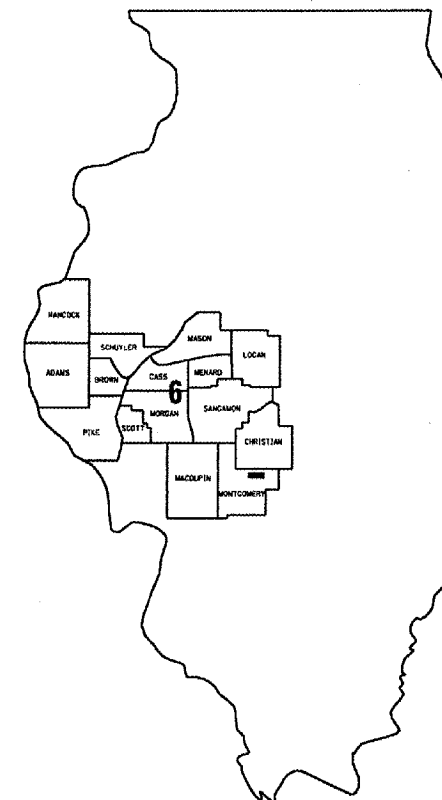 HANCOCK
MASON
SCHUYLER
LOGAN
ADAMS
BROWN
CASS
MENARD
6
MORGAN
SANGAMON
PIKE
SCOTT
CHRISTIAN
MACOUPIN
MONTGOMERY